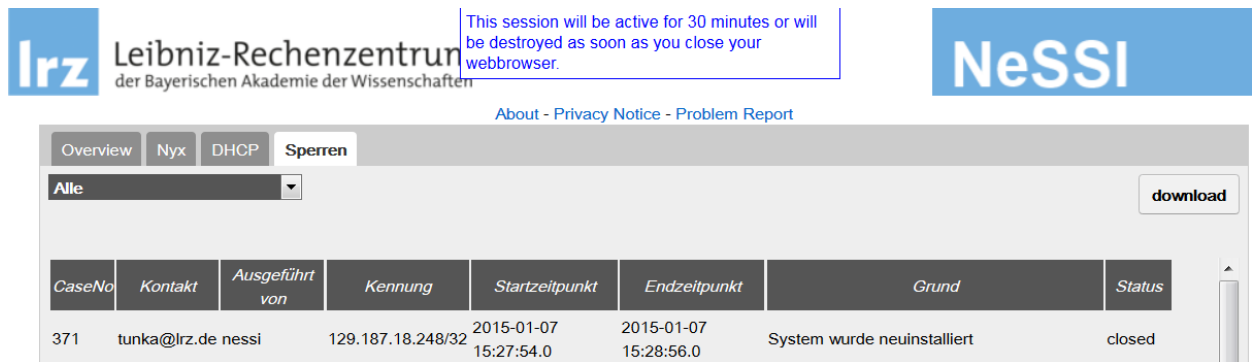 This session will be active for 30 minutes or will
be destroyed as soon as you close your
webbrowser.
lrz
Leibniz-Rechenzentrum
der Bayerischen Akademie der Wissenschaften
NeSSI
About - Privacy Notice - Problem Report
Overview Nyx DHCP Sperren
Alle
download
CaseNo Kontakt Ausgeführt von Kennung Startzeitpunkt Endzeitpunkt Grund Status
371 tunka@lrz.de nessi 129.187.18.248/32 2015-01-07 15:27:54.0 2015-01-07 15:28:56.0 System wurde neuinstalliert closed